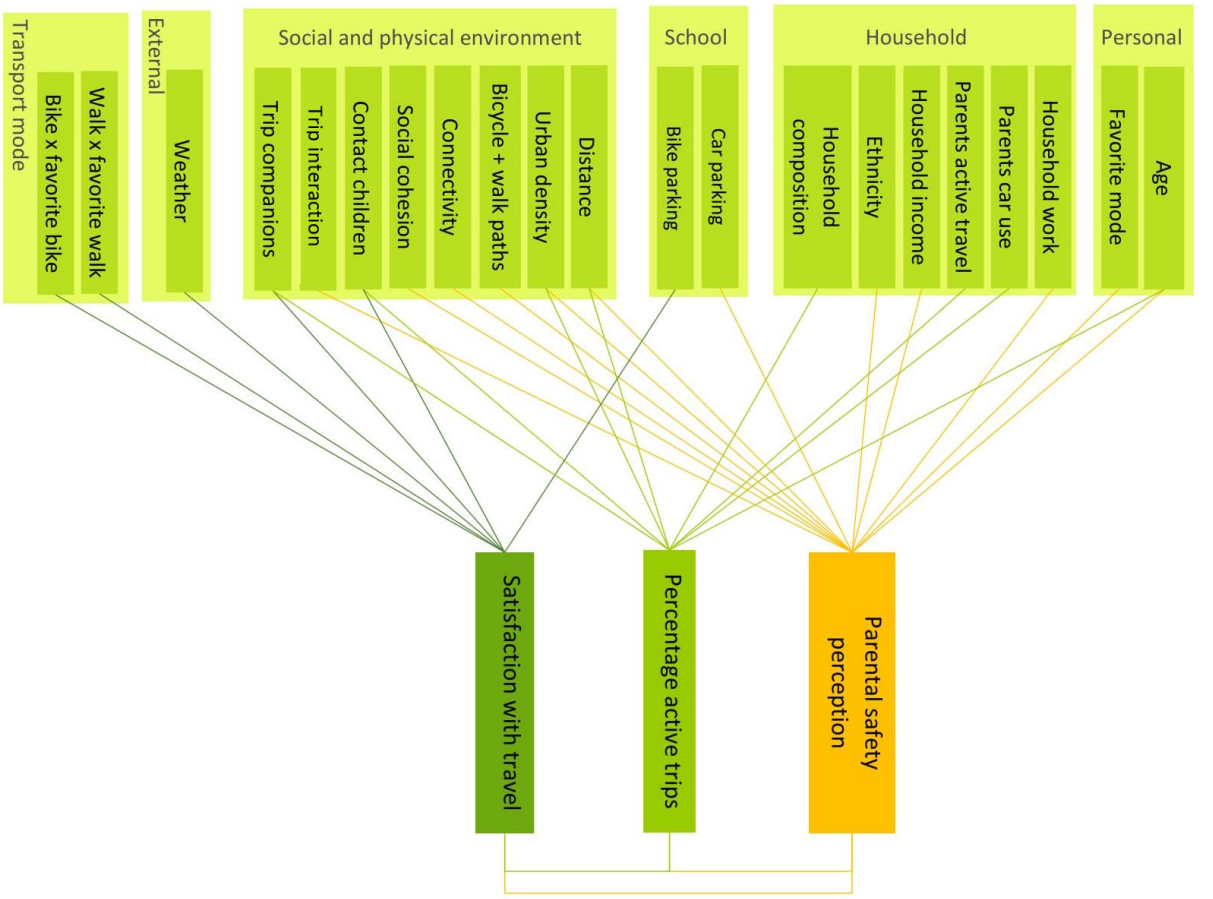 Personal
Age
Favorite mode
Household
Household work
Parents car use
Parents active travel
Household income
Ethnicity
Household
composition
School
Car parking
Bike parking
Social and physical environment
Distance
Urban density
Bicycle + walk paths
Connectivity
Social cohesion
Contact children
Trip interaction
Trip companions
External
Weather
Transport mode
Walk x favorite walk
Bike x favorite bike
Parental safety
perception
Percentage active trips
Satisfaction with travel